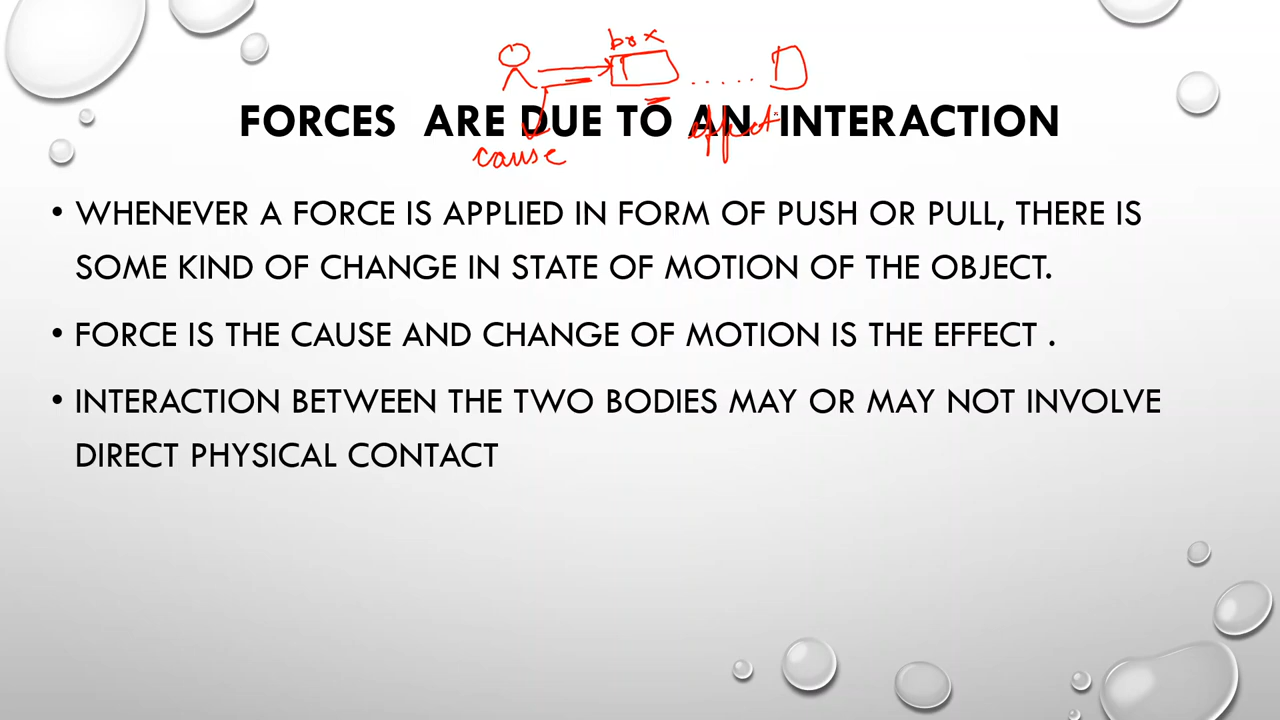 box
FORCES ARE DUE TO AN INTERACTION
effect
cause
• WHENEVER A FORCE IS APPLIED IN FORM OF PUSH OR PULL, THERE IS
SOME KIND OF CHANGE IN STATE OF MOTION OF THE OBJECT.
• FORCE IS THE CAUSE AND CHANGE OF MOTION IS THE EFFECT .
• INTERACTION BETWEEN THE TWO BODIES MAY OR MAY NOT INVOLVE
DIRECT PHYSICAL CONTACT